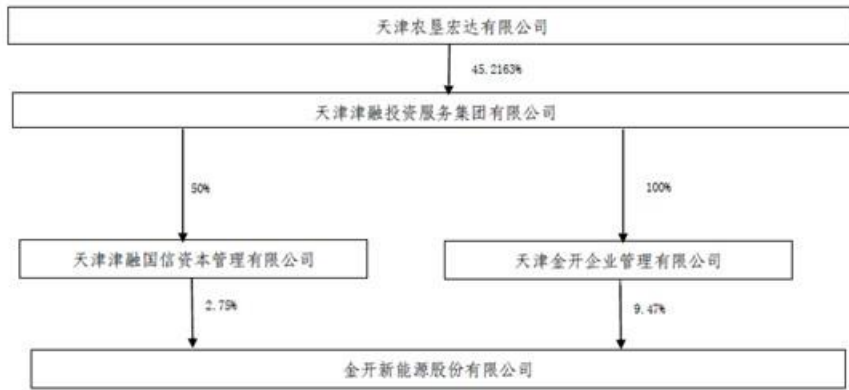 天津农垦宏达有限公司
45.2163%
天津津融投资服务集团有限公司
50%
100%
天津津融国信资本管理有限公司
天津金开企业管理有限公司
2.75%
9.47%
金开新能源股份有限公司